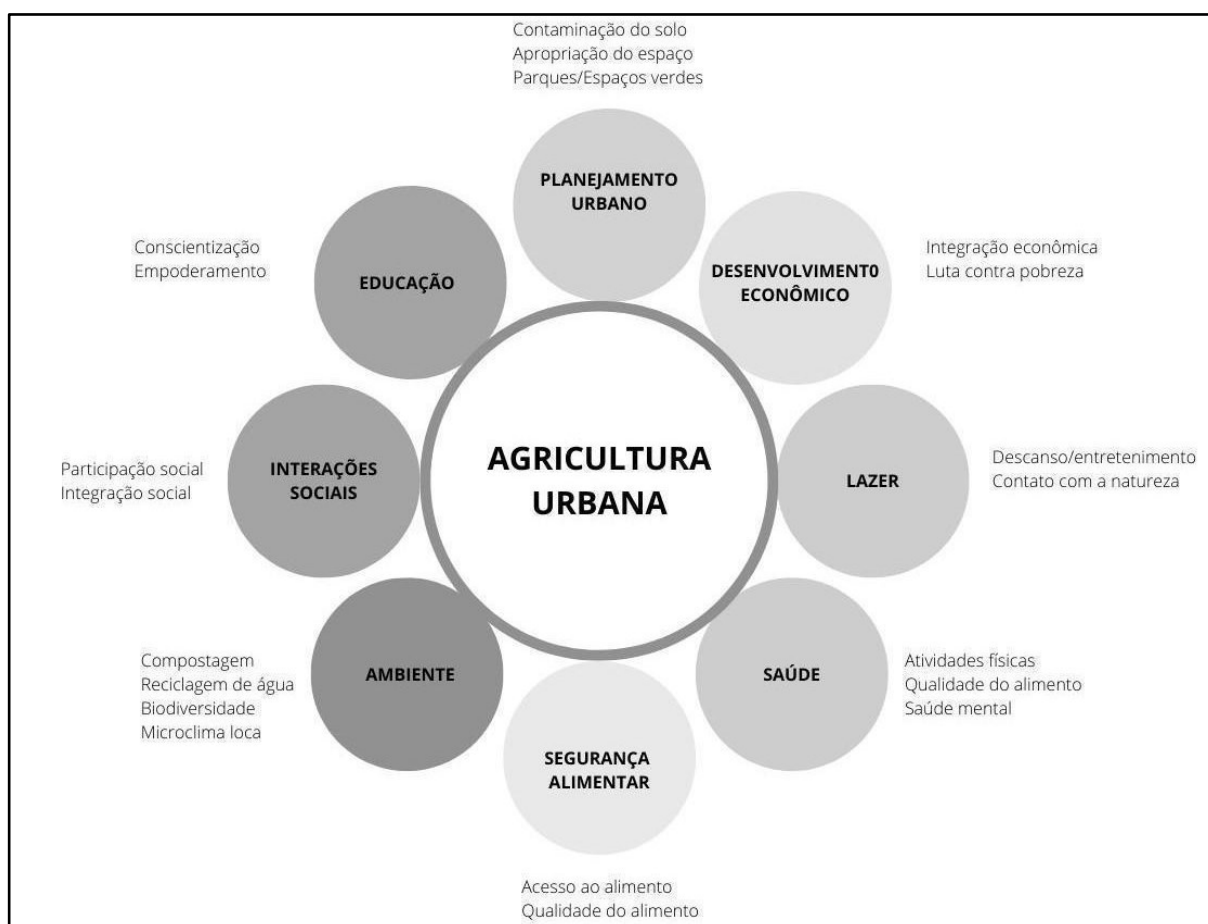 Contaminação do solo
Apropriação do espaço
Parques/Espaços verdes
PLANEJAMENTO
URBANO
DESENVOLVIMENT0
ECONÔMICO
Integração econômica
Luta contra pobreza
LAZER
Descanso/entretenimento
Contato com a natureza
SAÚDE
Atividades físicas
Qualidade do alimento
Saúde mental
SEGURANÇA
ALIMENTAR
Acesso ao alimento
Qualidade do alimento
AMBIENTE
Compostagem
Reciclagem de água
Biodiversidade
Microclima loca
INTERAÇÕES
SOCIAIS
Participação social
Integração social
EDUCAÇÃO
Conscientização
Empoderamento
AGRICULTURA
URBANA